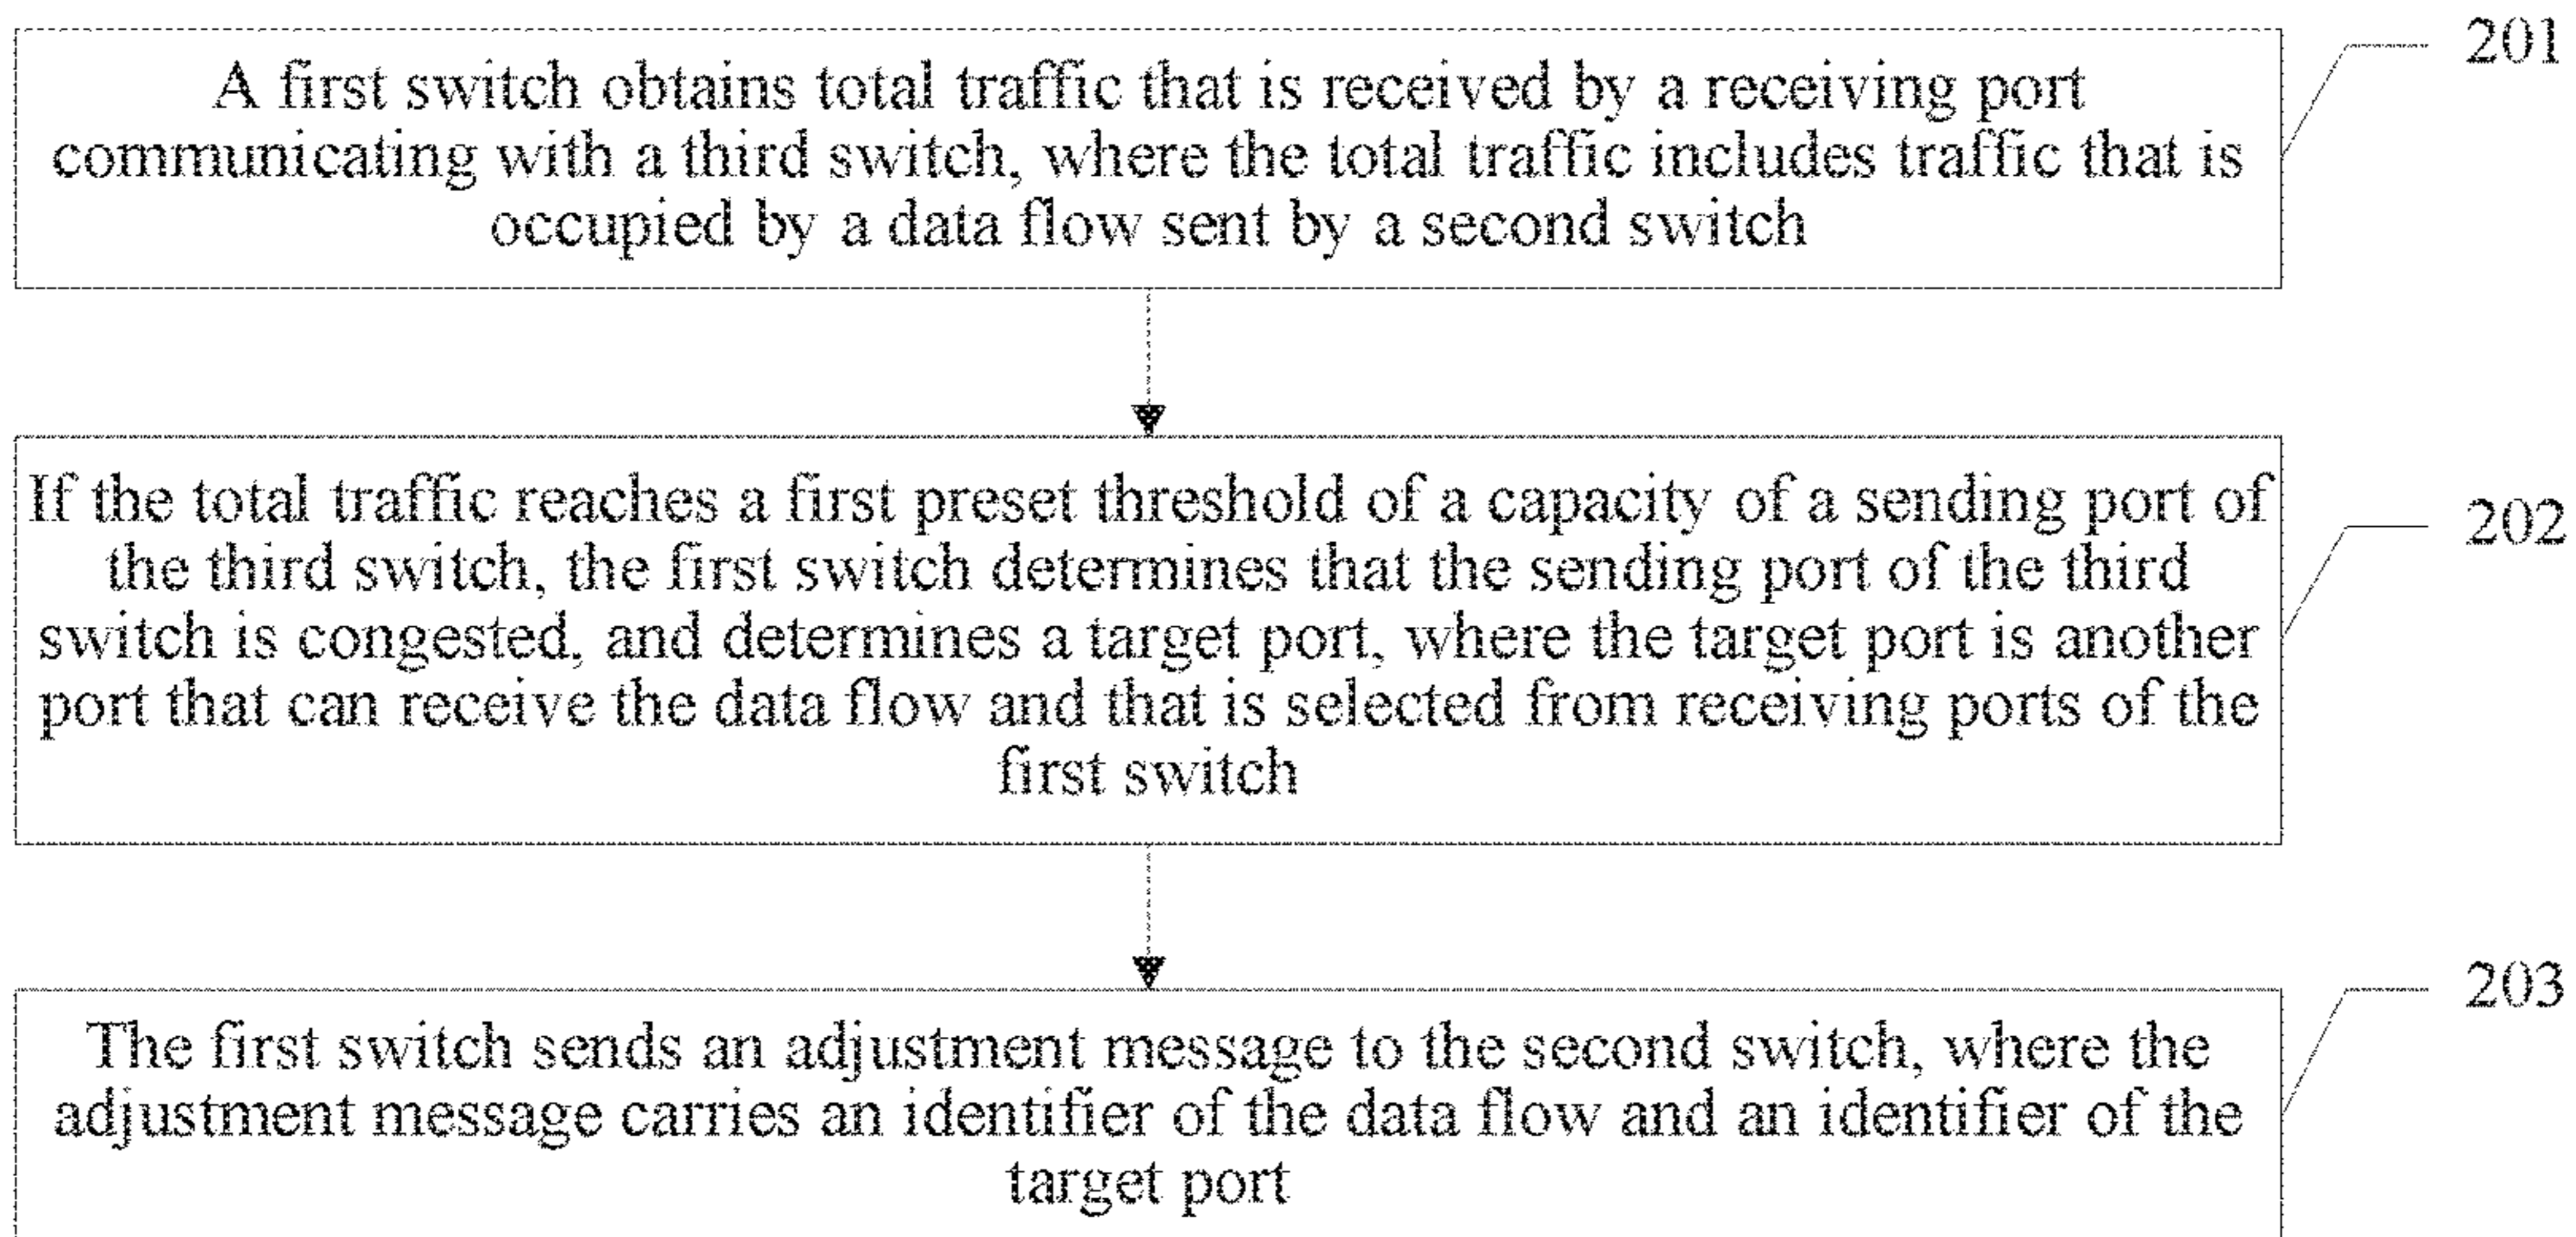 201
A first switch obtains total traffic that is received by a receiving port
communicating with a third switch, where the total traffic includes traffic that is
occupied by a data flow sent by a second switch
If the total traffic reaches a first preset threshold of a capacity of a sending port of
202
the third switch, the first switch determines that the sending port of the third
switch is congested, and determines a target port, where the target port is another
port that can receive the data flow and that is selected from receiving ports of the
first switch
203
The first switch sends an adjustment message to the second switch, where the
adjustment message carries an identifier of the data flow and an identifier of the
target port